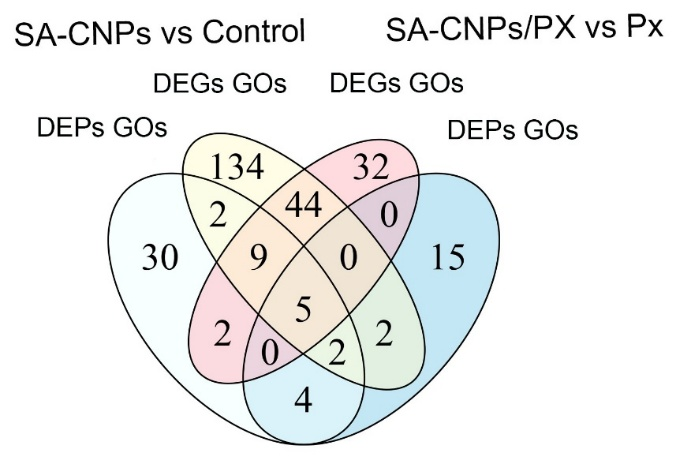 SA-CNPs vs Control SA-CNPs/PX vs Px
DEGs GOs DEGs GOs
DEPs GOs DEPs GOs
134 32
2 44 0
30 9 0 15
5
2 0 2 2
4